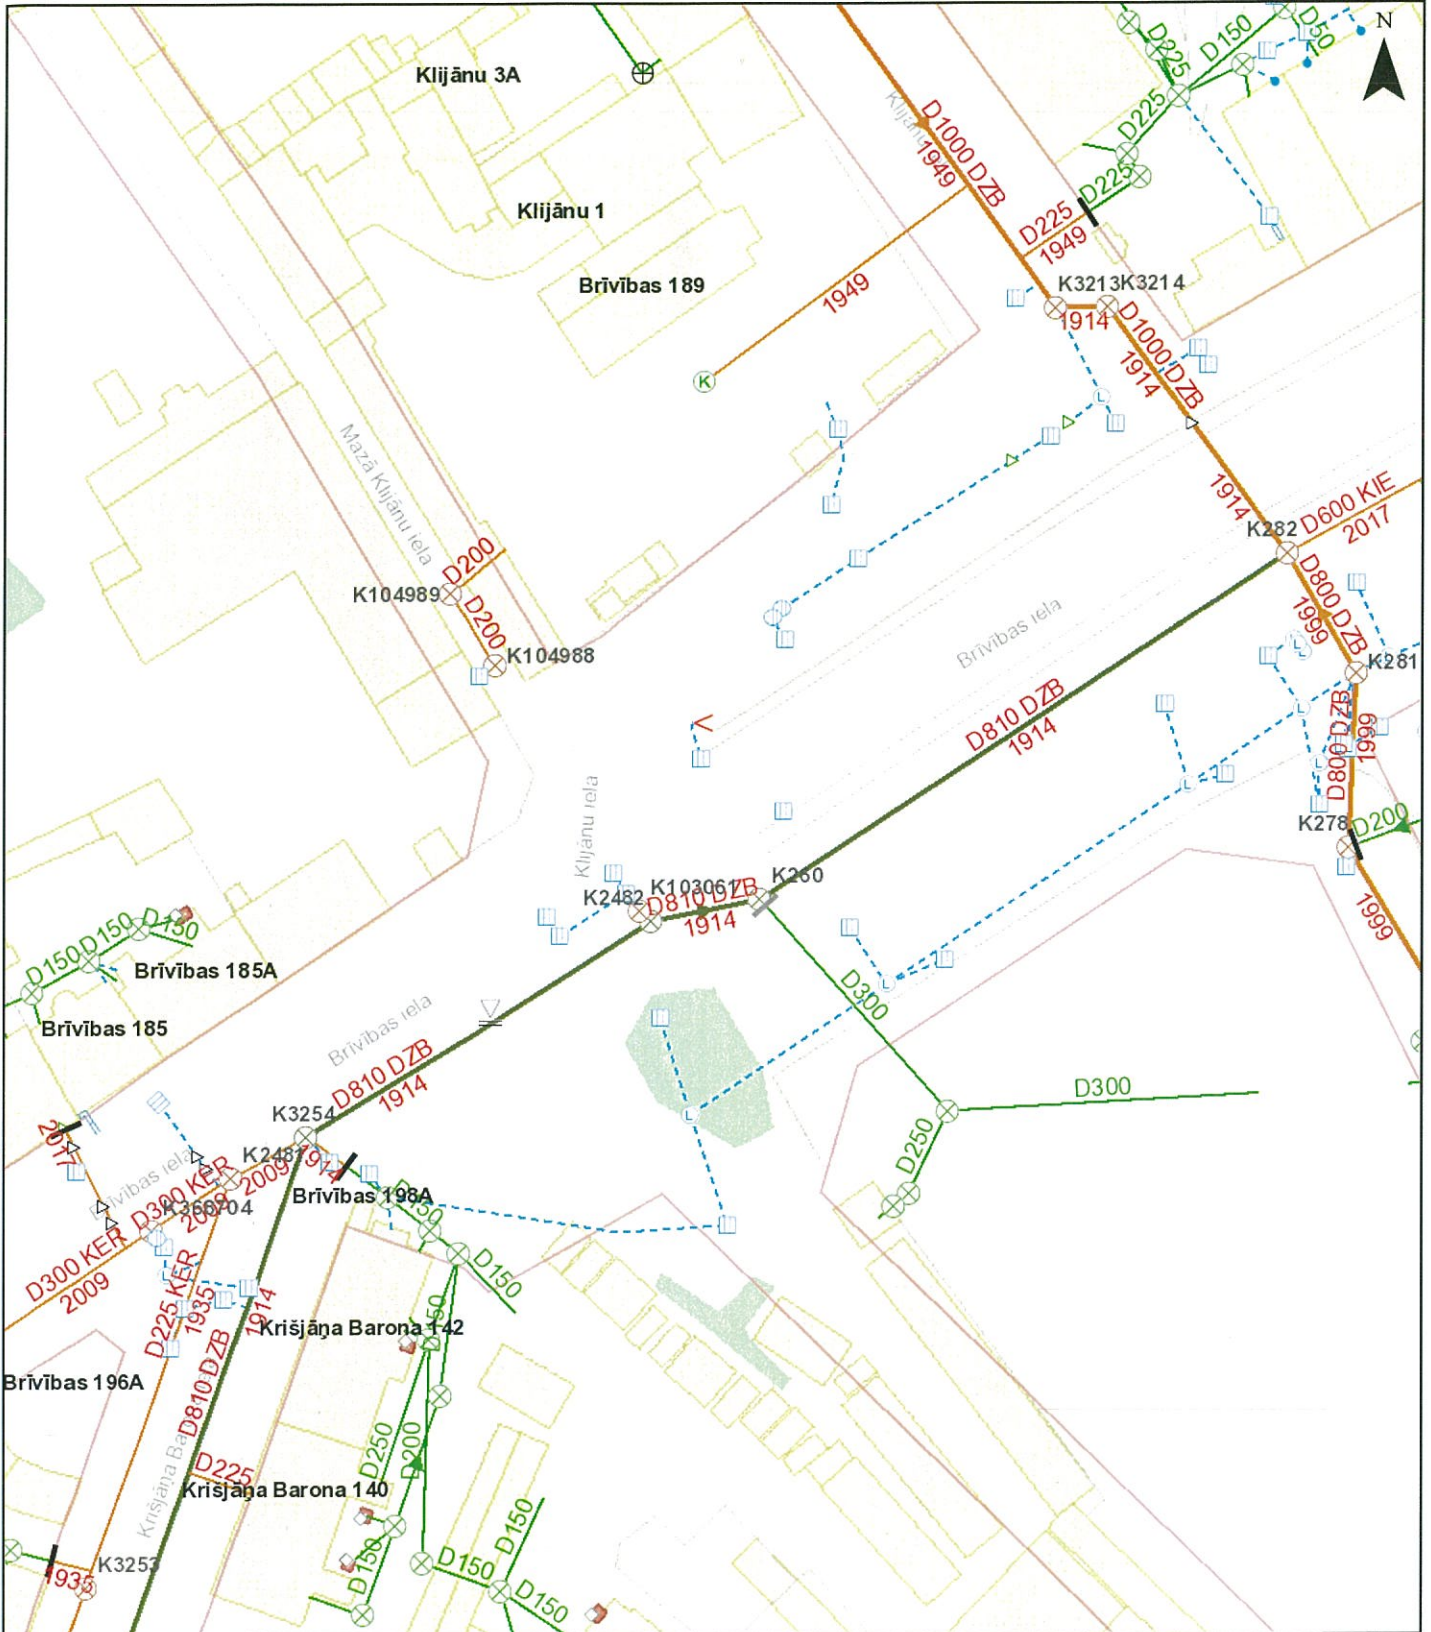 N
Klijānu 3A
D225
D150
D50
D1000 DZB
1949
D225
D225
Klijānu 1
D225
1949
Brīvības 189
1949
K3213
K3214
1914
D1000 DZB
1914
K
Mazā Klijānu iela
1914
D600 KIE
2017
K282
D200
K104989
D200
K104988
D800 DZB
1999
Brīvības iela
K281
D810 DZB
1914
D800 DZB
1999
Klijānu iela
K278
D200
K2482
K103061
K260
D810 DZB
1914
1999
D150
D150
D150
Brīvības 185A
Brīvības 185
D300
Brīvības iela
D810 DZB
1914
D300
K3254
2017
K2481
1914
D250
Brīvības 198A
D300 KER
2009
K366704
D150
D300 KER
2009
D150
D225 KER
1935
1914
Krišjāņa Barona 142
Brīvības 196A
D810 DZB
D250
D200
D225
Krišjāņa Barona 140
D150
K3253
1935
D150
D150
D150